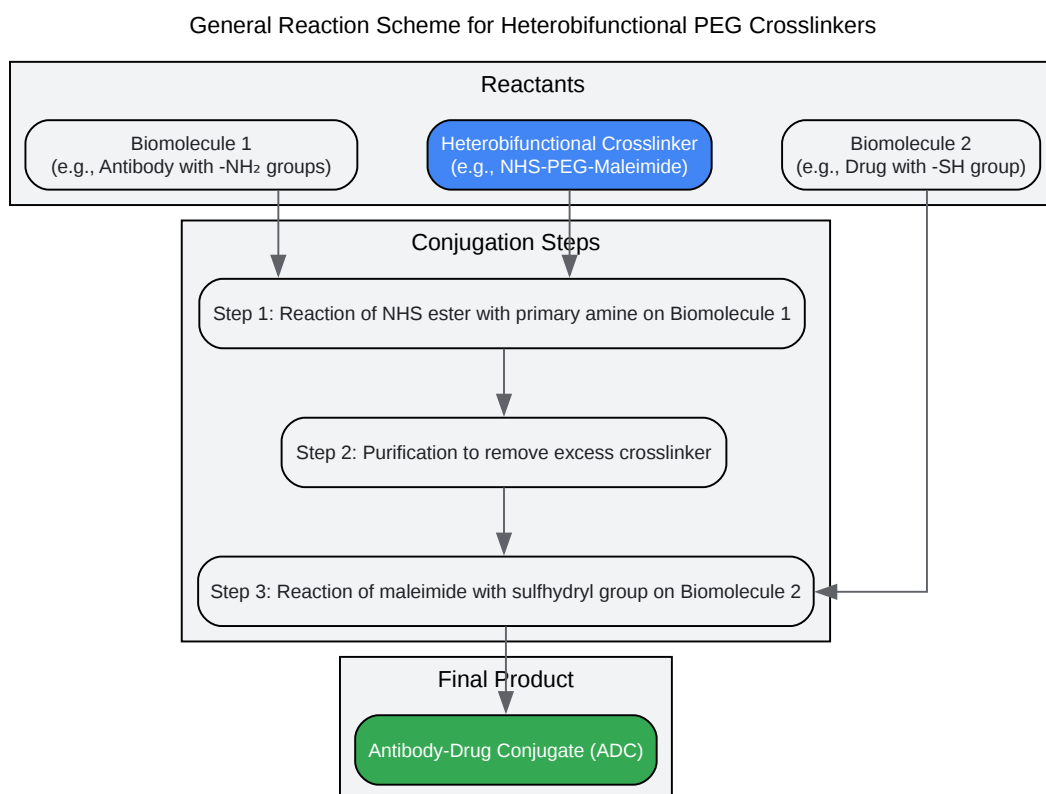 General Reaction Scheme for Heterobifunctional PEG Crosslinkers
Reactants
Biomolecule 1
(e.g., Antibody with -NH₂ groups)
Heterobifunctional Crosslinker
(e.g., NHS-PEG-Maleimide)
Biomolecule 2
(e.g., Drug with -SH group)
Conjugation Steps
Step 1: Reaction of NHS ester with primary amine on Biomolecule 1
Step 2: Purification to remove excess crosslinker
Step 3: Reaction of maleimide with sulfhydryl group on Biomolecule 2
Final Product
Antibody-Drug Conjugate (ADC)